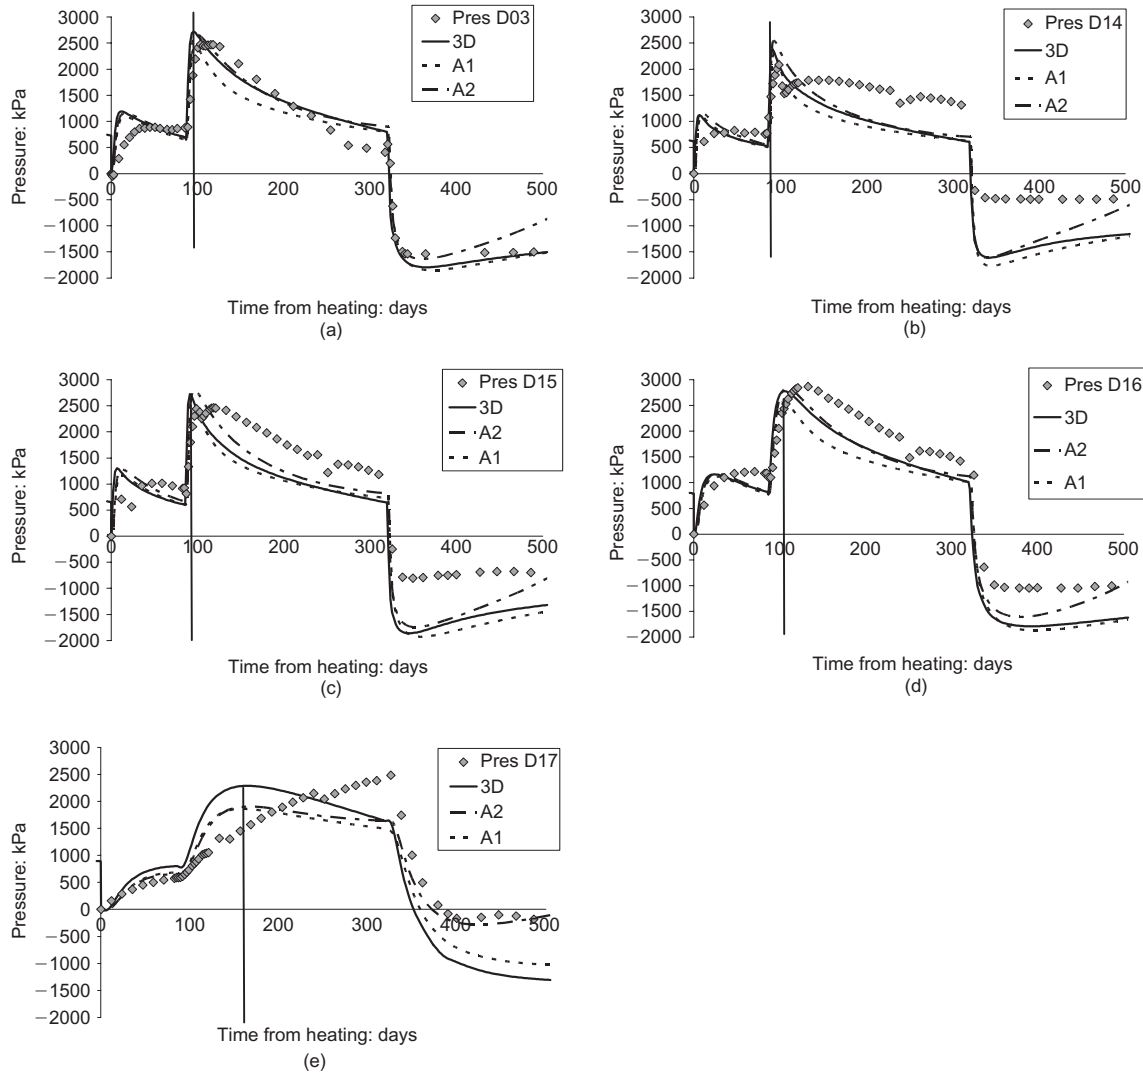 3000
2500
2000
1500
1000
500
0
−500
−1000
−1500
−2000
Pressure: kPa
0
100
200
300
400
500
Pres D03
3D
A1
A2
Time from heating: days
(a)
3000
2500
2000
1500
1000
500
0
−500
−1000
−1500
−2000
Pressure: kPa
0
100
200
300
400
500
Pres D14
3D
A1
A2
Time from heating: days
(b)
3000
2500
2000
1500
1000
500
0
−500
−1000
−1500
−2000
Pressure: kPa
0
100
200
300
400
500
Pres D15
3D
A2
A1
Time from heating: days
(c)
3000
2500
2000
1500
1000
500
0
−500
−1000
−1500
−2000
Pressure: kPa
0
100
200
300
400
500
Pres D16
3D
A2
A1
Time from heating: days
(d)
3000
2500
2000
1500
1000
500
0
−500
−1000
−1500
−2000
Pressure: kPa
0
100
200
300
400
500
Pres D17
3D
A2
A1
Time from heating: days
(e)